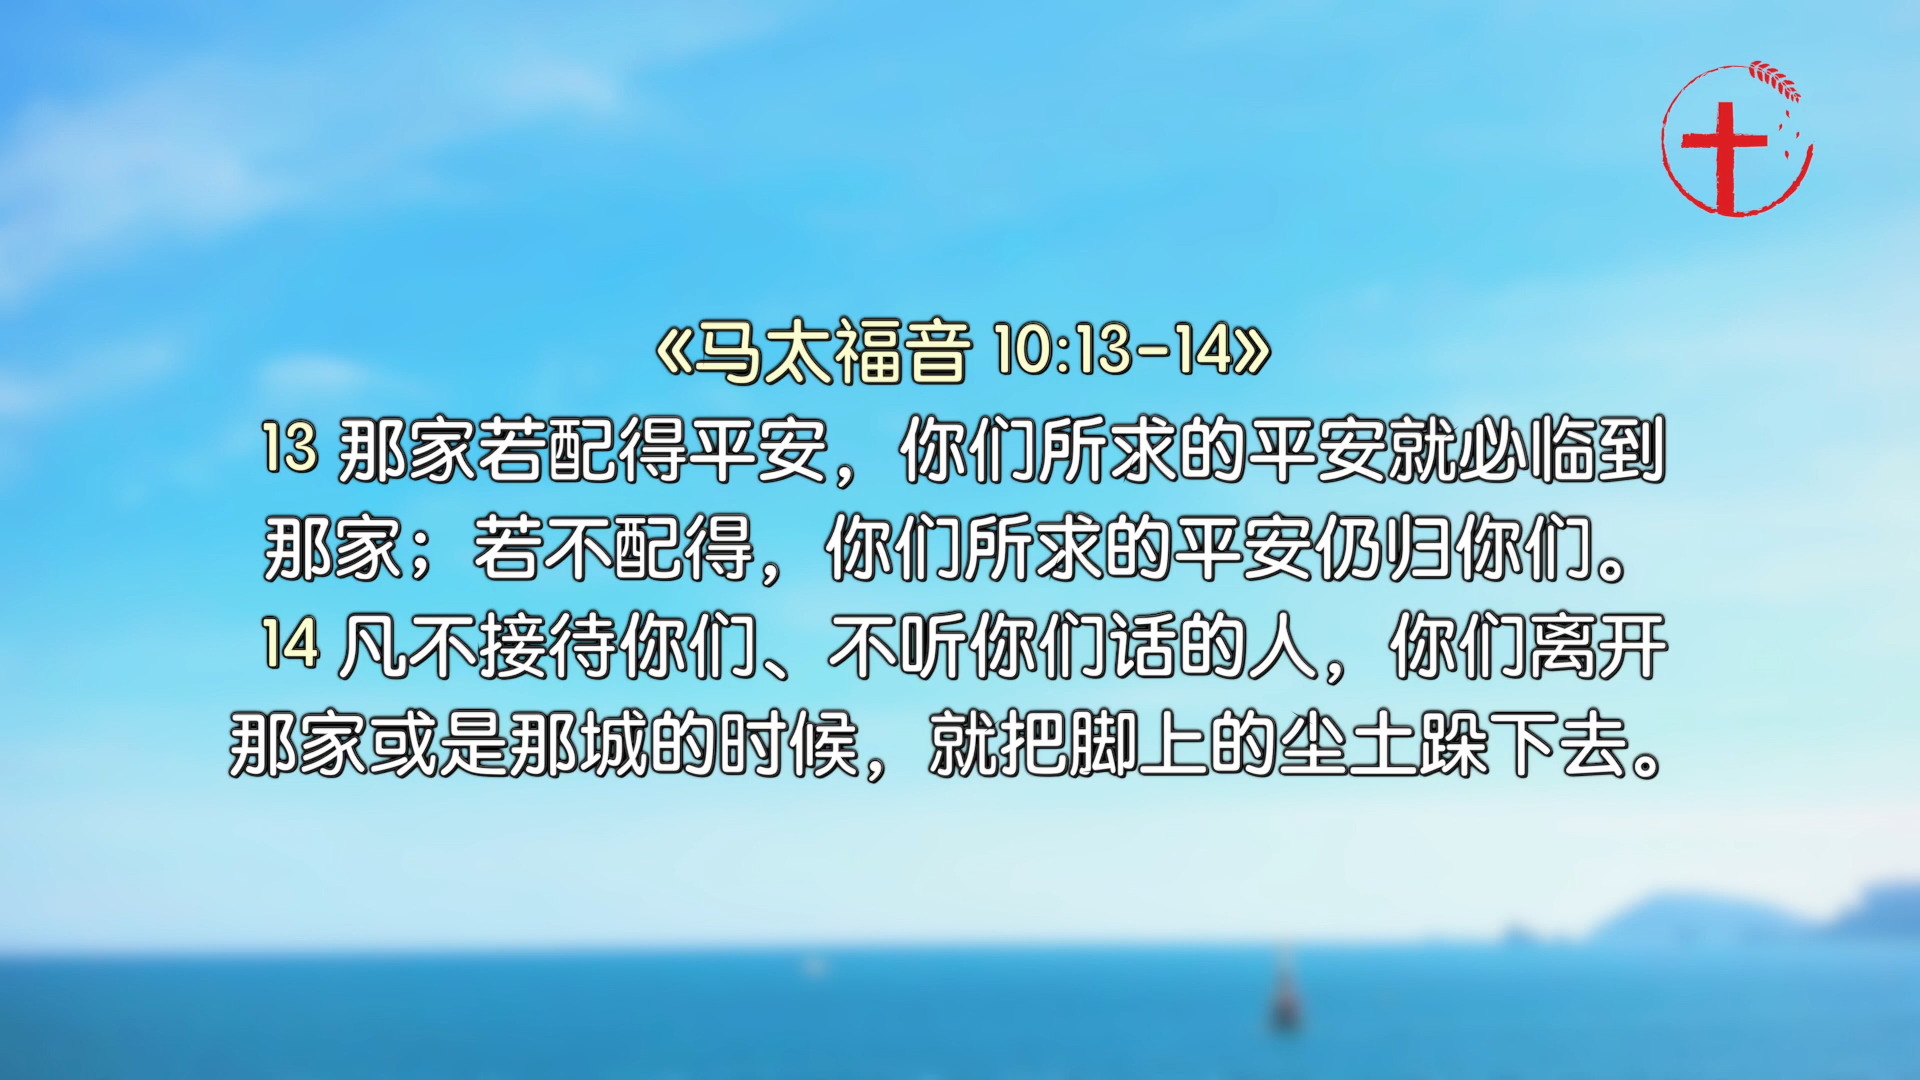 《马太福音 10:13-14》
13 那家若配得平安，你们所求的平安就必临到
那家；若不配得，你们所求的平安仍归你们。
14 凡不接待你们、不听你们话的人，你们离开
那家或是那城的时候，就把脚上的尘土跺下去。